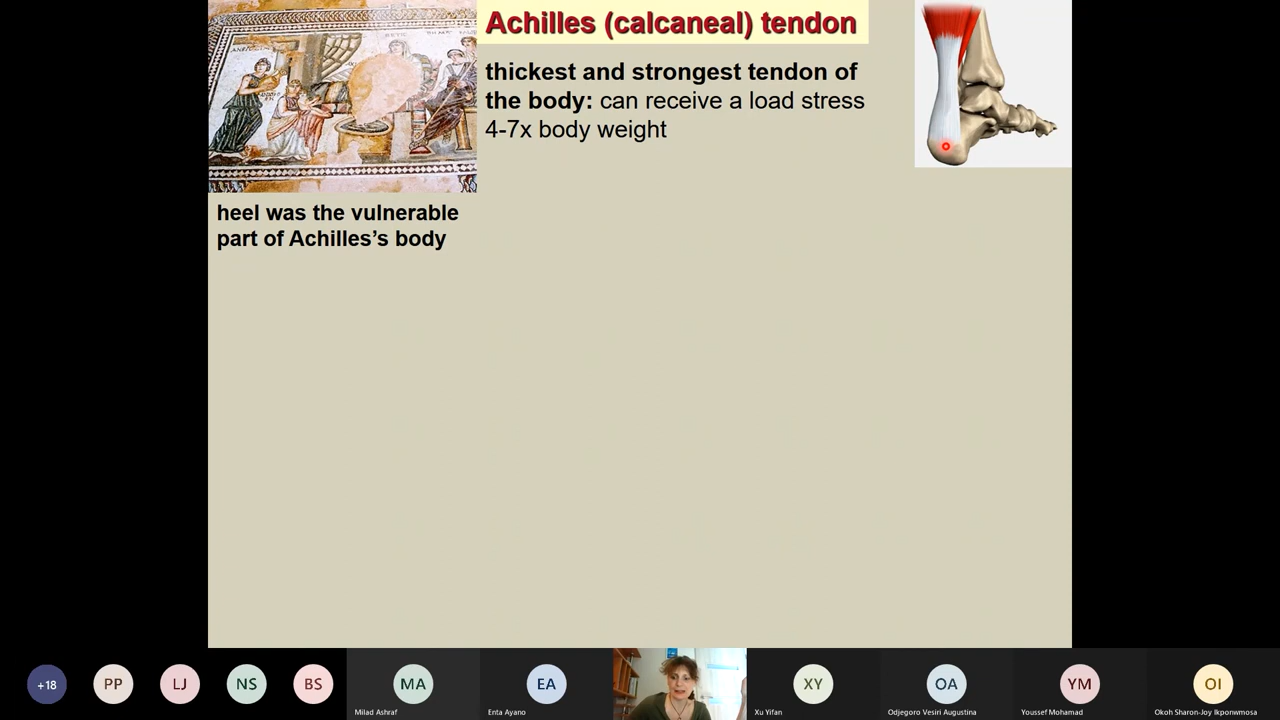 Achilles (calcaneal) tendon
thickest and strongest tendon of
the body: can receive a load stress
4-7x body weight
heel was the vulnerable
part of Achilles’s body
+18
PP
LJ
NS
BS
MA
Milad Ashraf
EA
Enta Ayano
XY
Xu Yifan
OA
Odjegoro Vesiri Augustina
YM
Youssef Mohamad
OI
Okoh Sharon-Joy Ikponwmosa